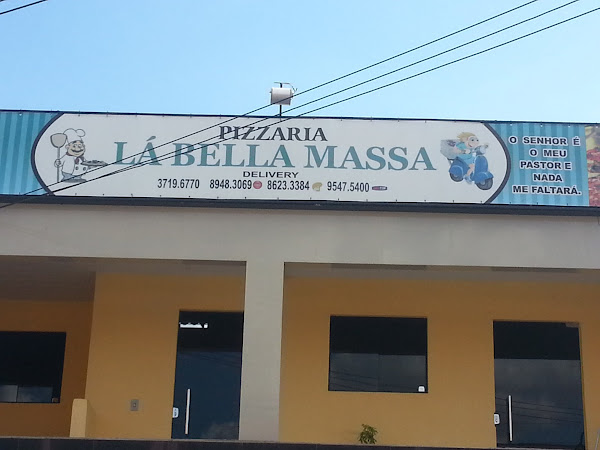 PIZZARIA
LÁ BELLA MASSA
DELIVERY
3719.6770 8948.3069 8623.3384 9547.5400
O SENHOR É
O MEU
PASTOR E
NADA
ME FALTARÁ.